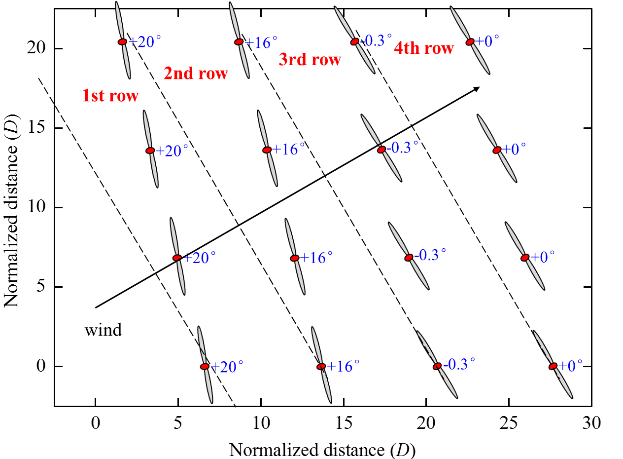 20
+20°
+16°
-0.3°
+0°
4th row
3rd row
2nd row
1st row
15
+20°
+16°
-0.3°
+0°
10
+20°
+16°
-0.3°
+0°
5
wind
0
+20°
+16°
-0.3°
+0°
0 5 10 15 20 25 30
Normalized distance (D)
Normalized distance (D)